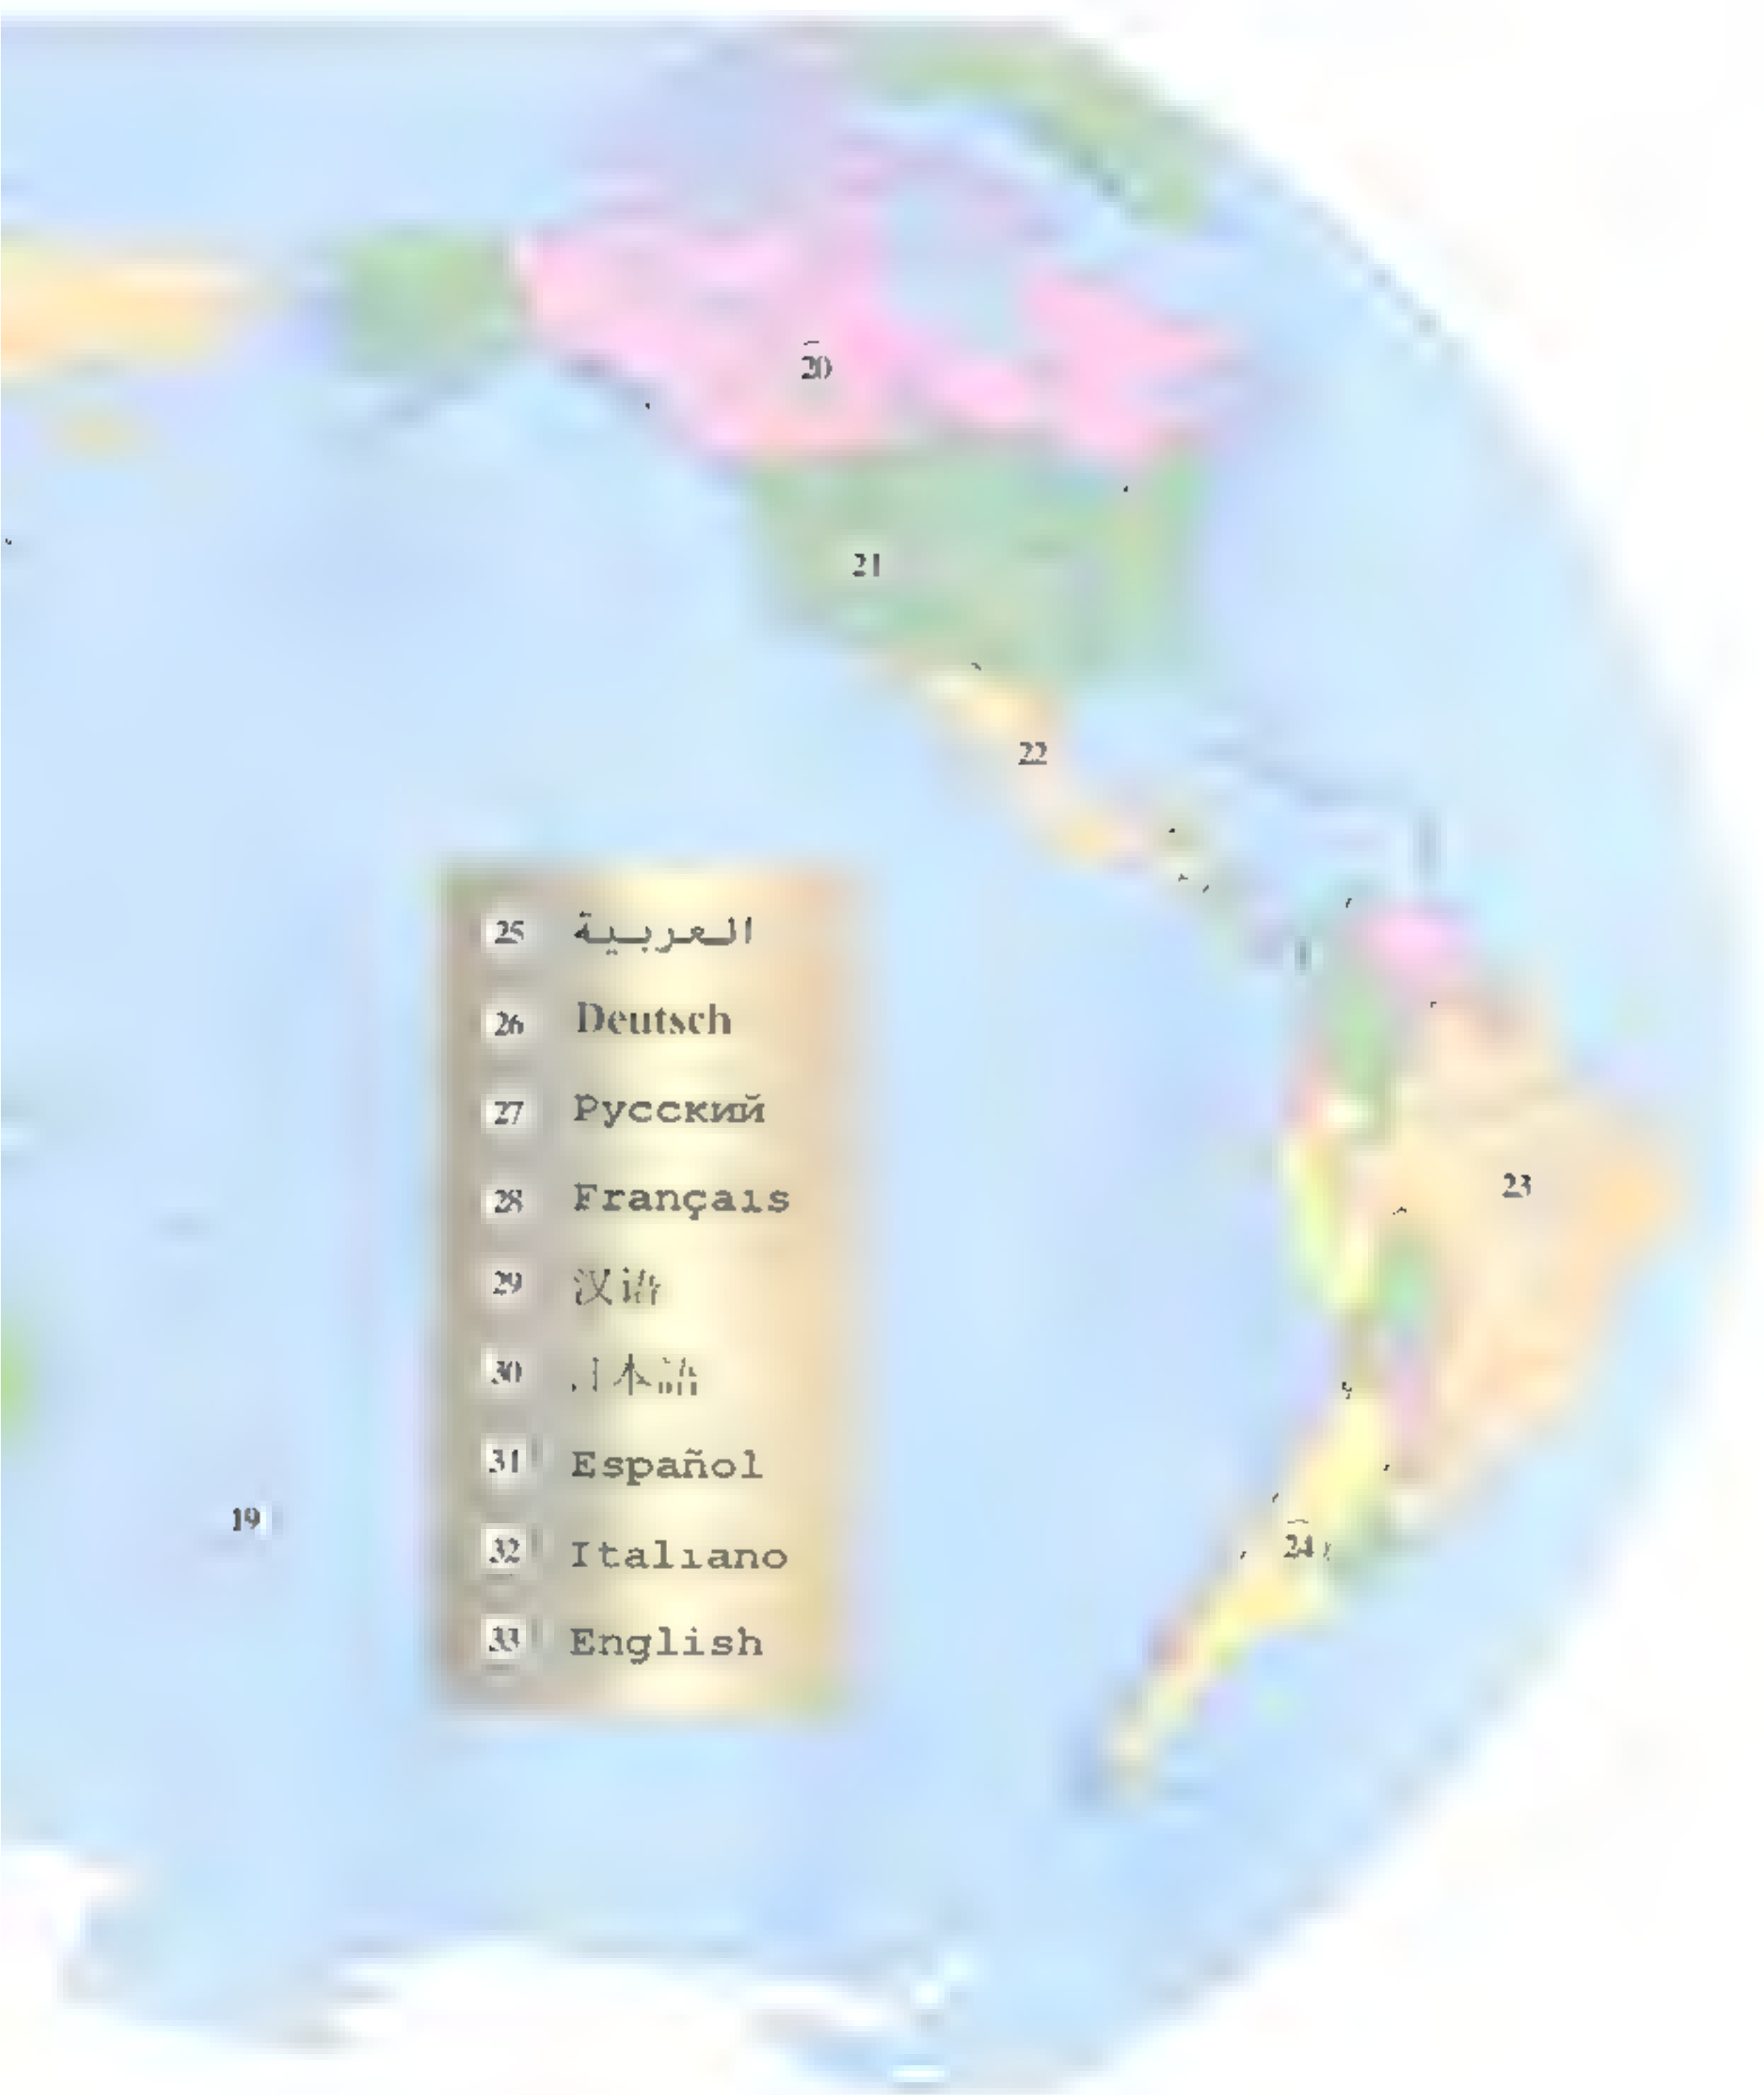 20
21
22
25 العربية
26 Deutsch
27 Русский
28 Français
23
29 汉语
30 日本語
31 Español
19
24
32 Italiano
33 English